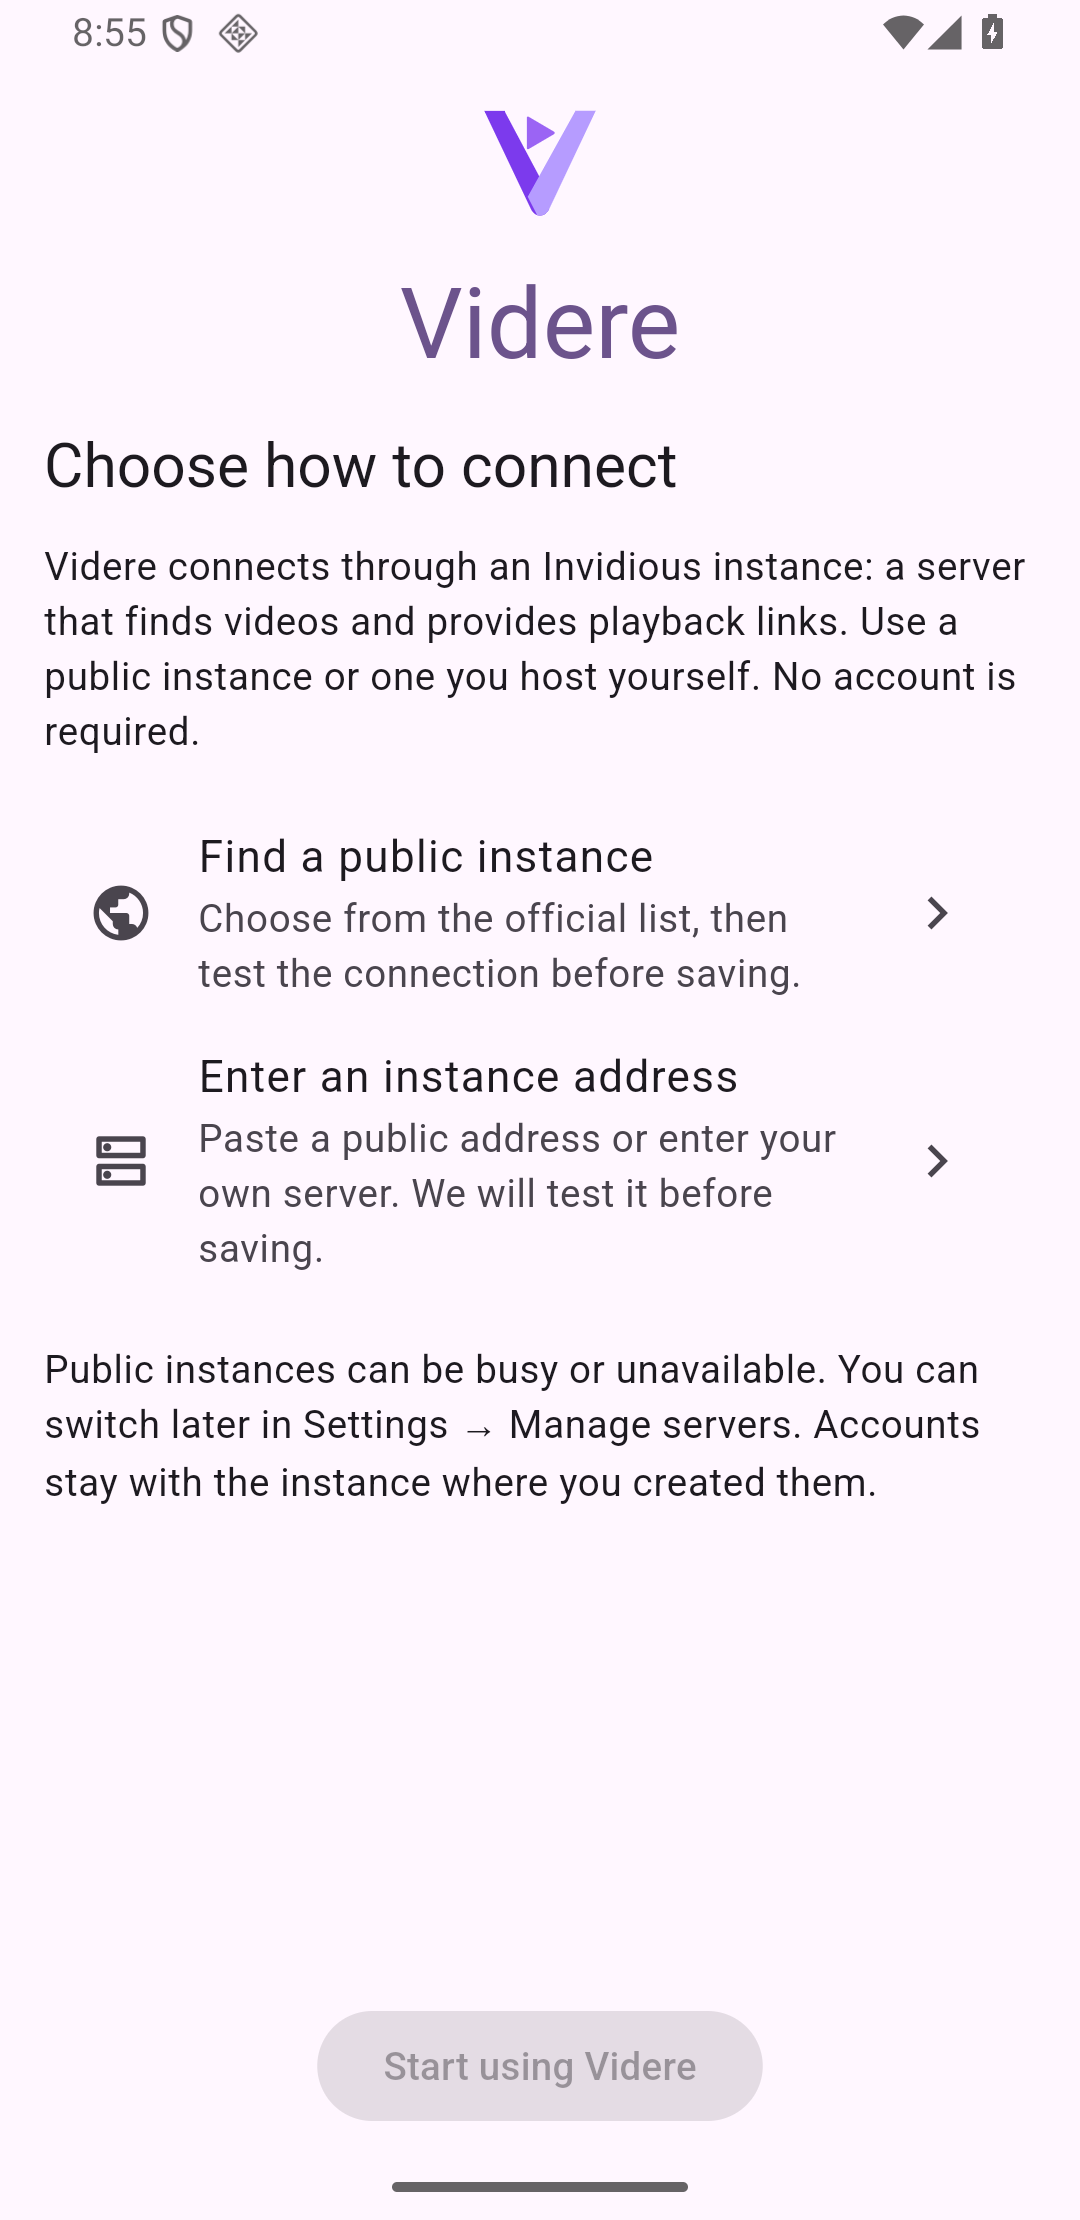 8:55
Videre
Choose how to connect
Videre connects through an Invidious instance: a server
that finds videos and provides playback links. Use a
public instance or one you host yourself. No account is
required.
Find a public instance
Choose from the official list, then
test the connection before saving.
Enter an instance address
Paste a public address or enter your
own server. We will test it before
saving.
Public instances can be busy or unavailable. You can
switch later in Settings → Manage servers. Accounts
stay with the instance where you created them.
Start using Videre